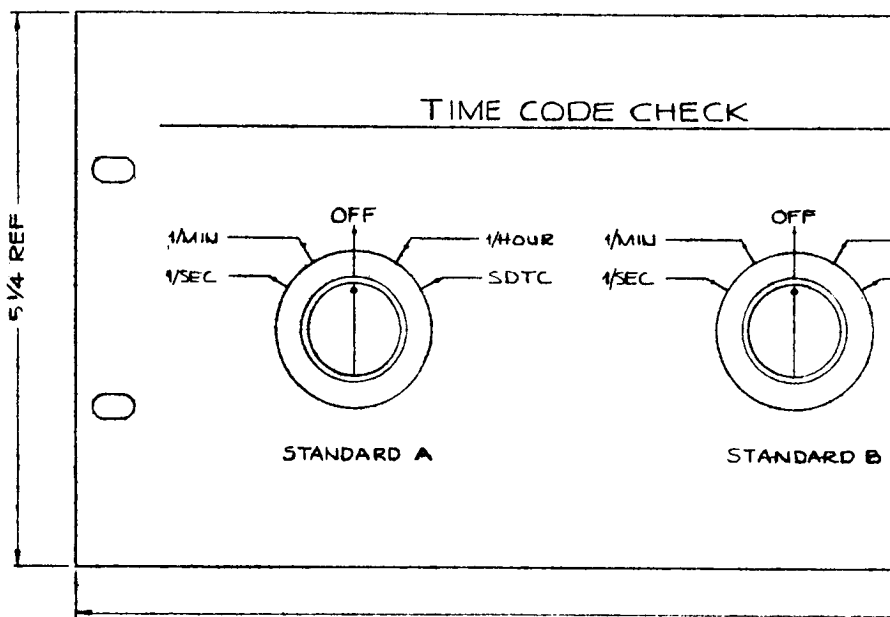 TIME CODE CHECK
5 1/4 REF
OFF
1/MIN
1/HOUR
1/SEC
SDTC
STANDARD A
OFF
1/MIN
1/SEC
STANDARD B